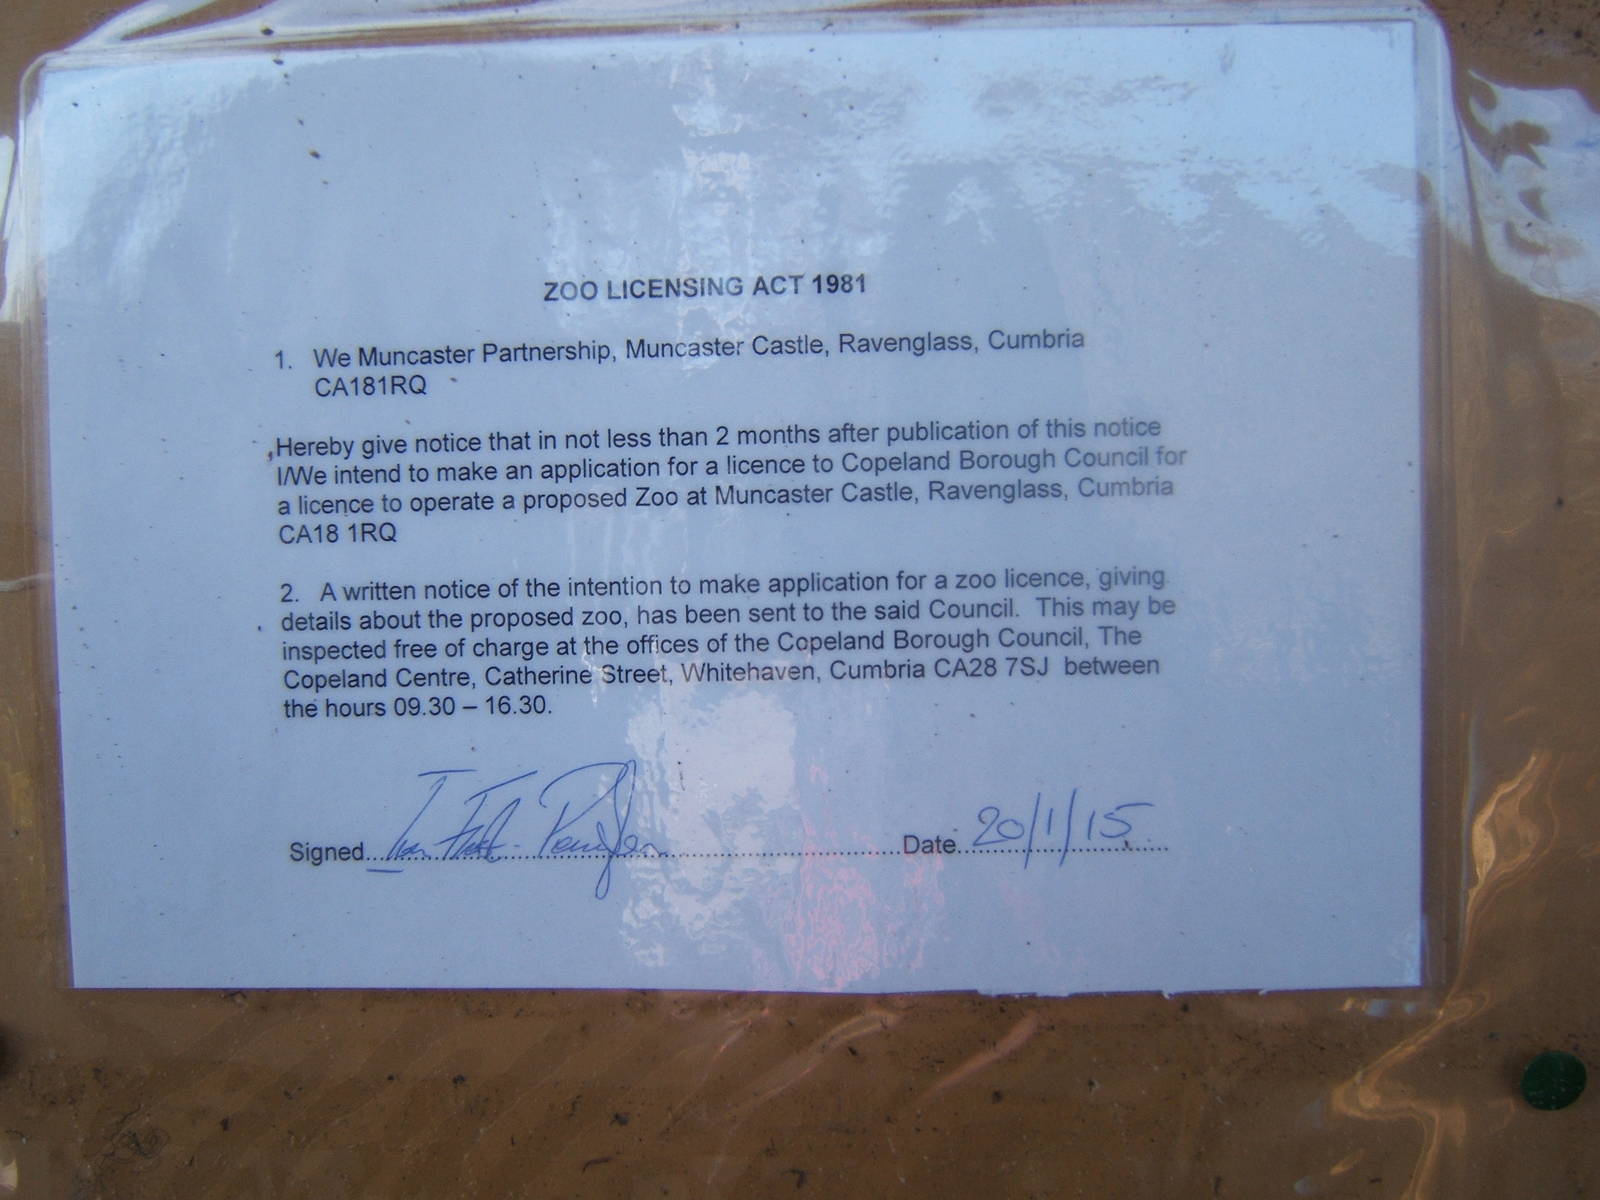 ZOO LICENSING ACT 1981
1. We Muncaster Partnership, Muncaster Castle, Ravenglass, Cumbria
CA181RQ
Hereby give notice that in not less than 2 months after publication of this notice
I/We intend to make an application for a licence to Copeland Borough Council for
a licence to operate a proposed Zoo at Muncaster Castle, Ravenglass, Cumbria
CA18 1RQ
2. A written notice of the intention to make application for a zoo licence, giving
details about the proposed zoo, has been sent to the said Council. This may be
inspected free of charge at the offices of the Copeland Borough Council, The
Copeland Centre, Catherine Street, Whitehaven, Cumbria CA28 7SJ between
the hours 09.30 – 16.30.
Signed Date 20/1/15